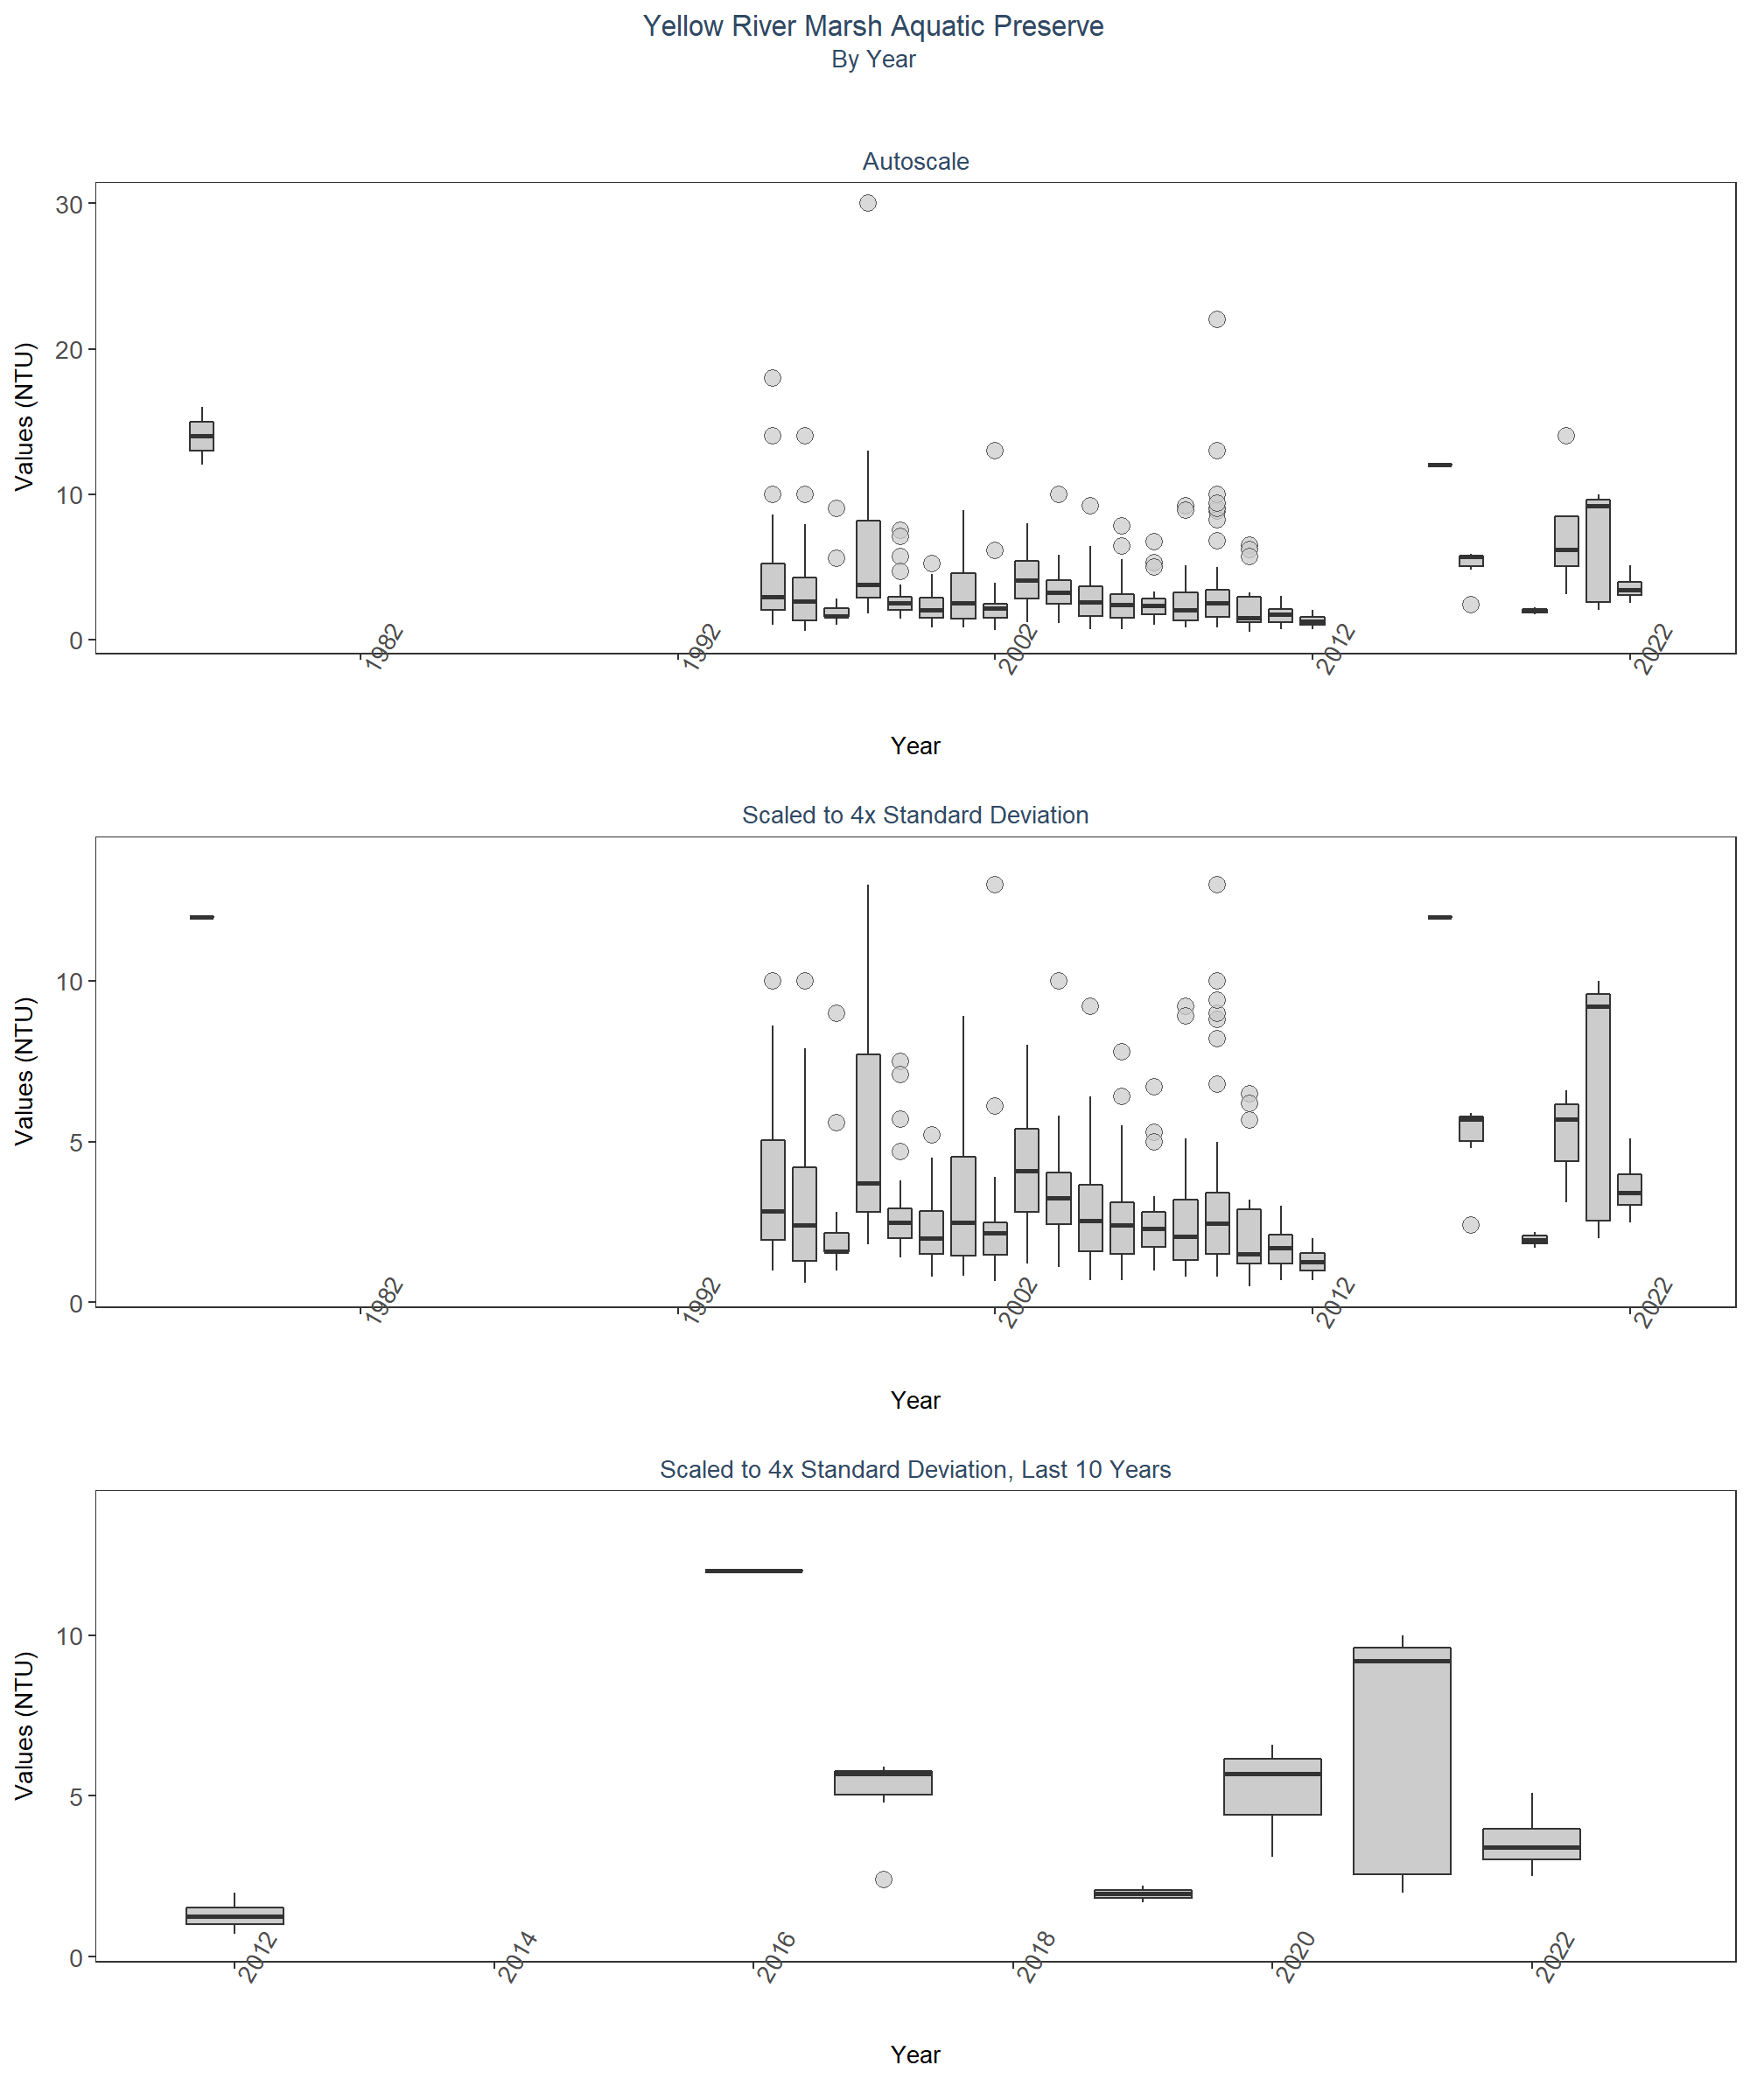 Yellow River Marsh Aquatic Preserve
By Year
Autoscale
Values (NTU)
30
20
10
0
1982
1992
2002
2012
2022
Year
Scaled to 4x Standard Deviation
Values (NTU)
10
5
0
1982
1992
2002
2012
2022
Year
Scaled to 4x Standard Deviation, Last 10 Years
Values (NTU)
10
5
0
2012
2014
2016
2018
2020
2022
Year